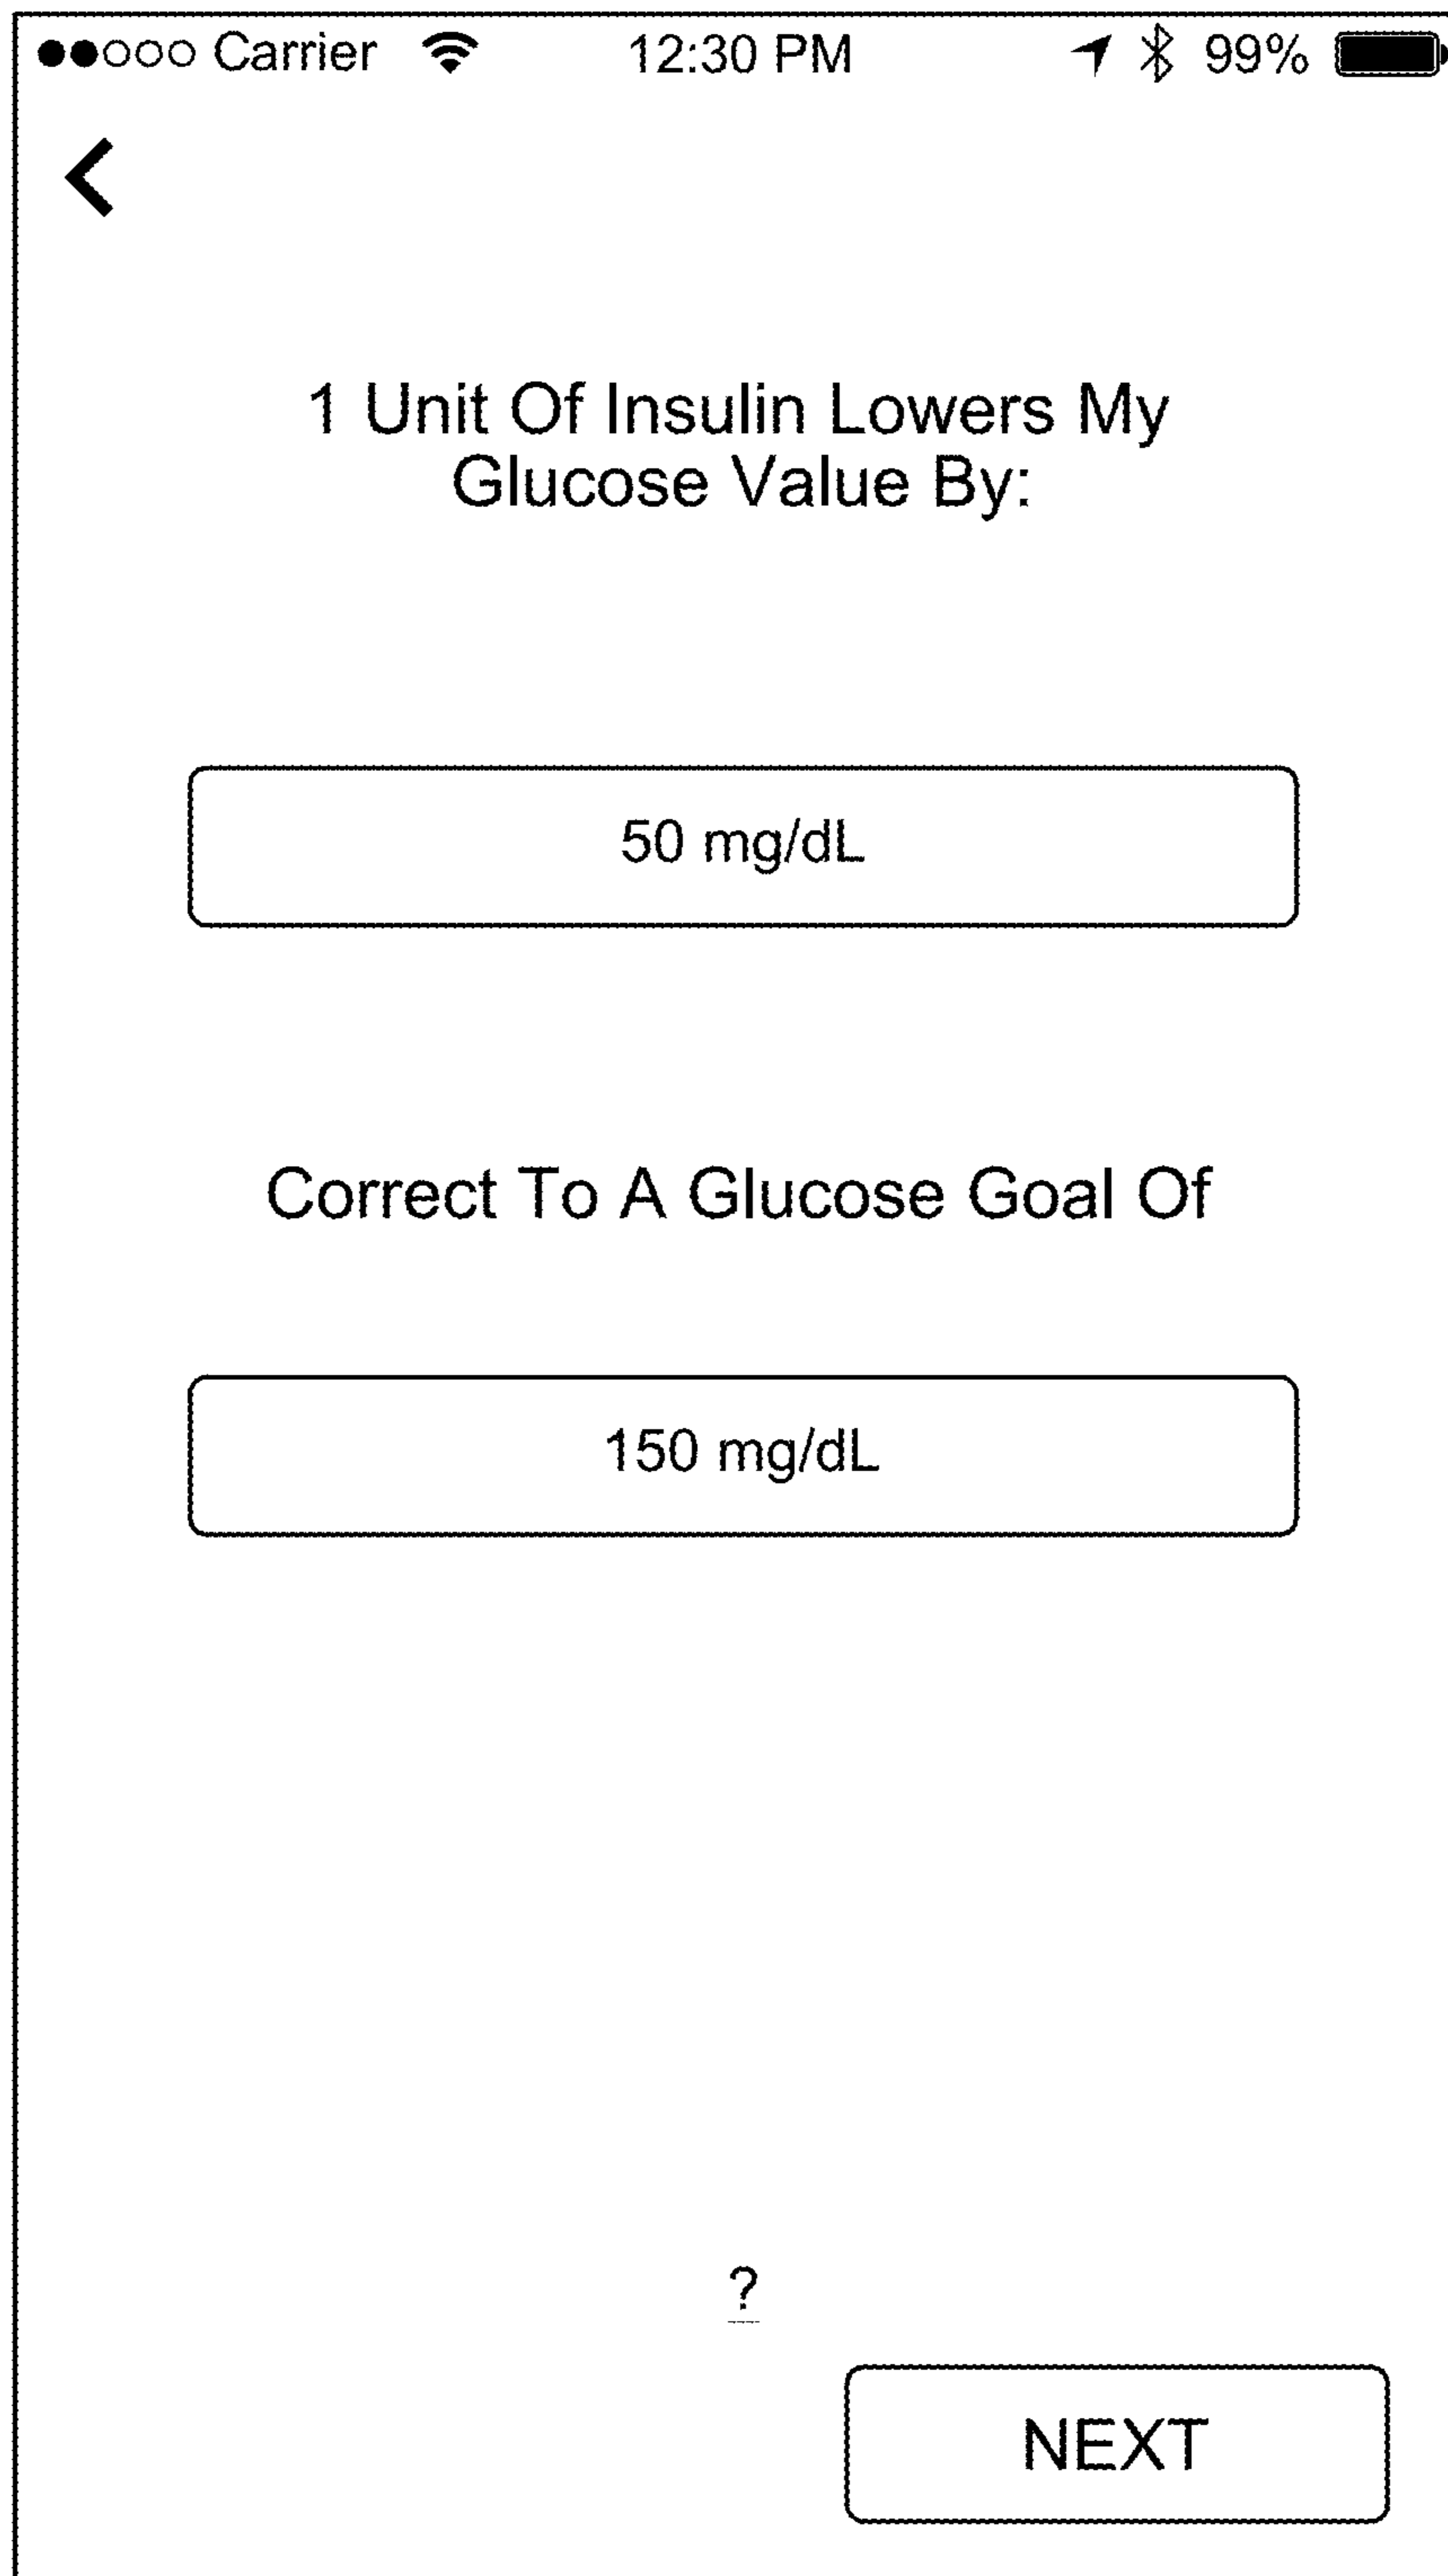 Carrier 12:30 PM 99%
1 Unit Of Insulin Lowers My
Glucose Value By:
50 mg/dL
Correct To A Glucose Goal Of
150 mg/dL
?
NEXT